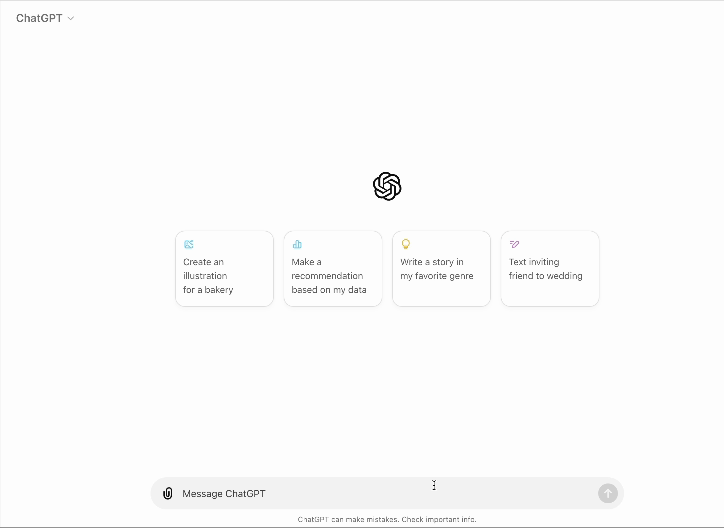 ChatGPT
Create an
illustration
for a bakery
Make a
recommendation
based on my data
Write a story in
my favorite genre
Text inviting
friend to wedding
Message ChatGPT
ChatGPT can make mistakes. Check important info.